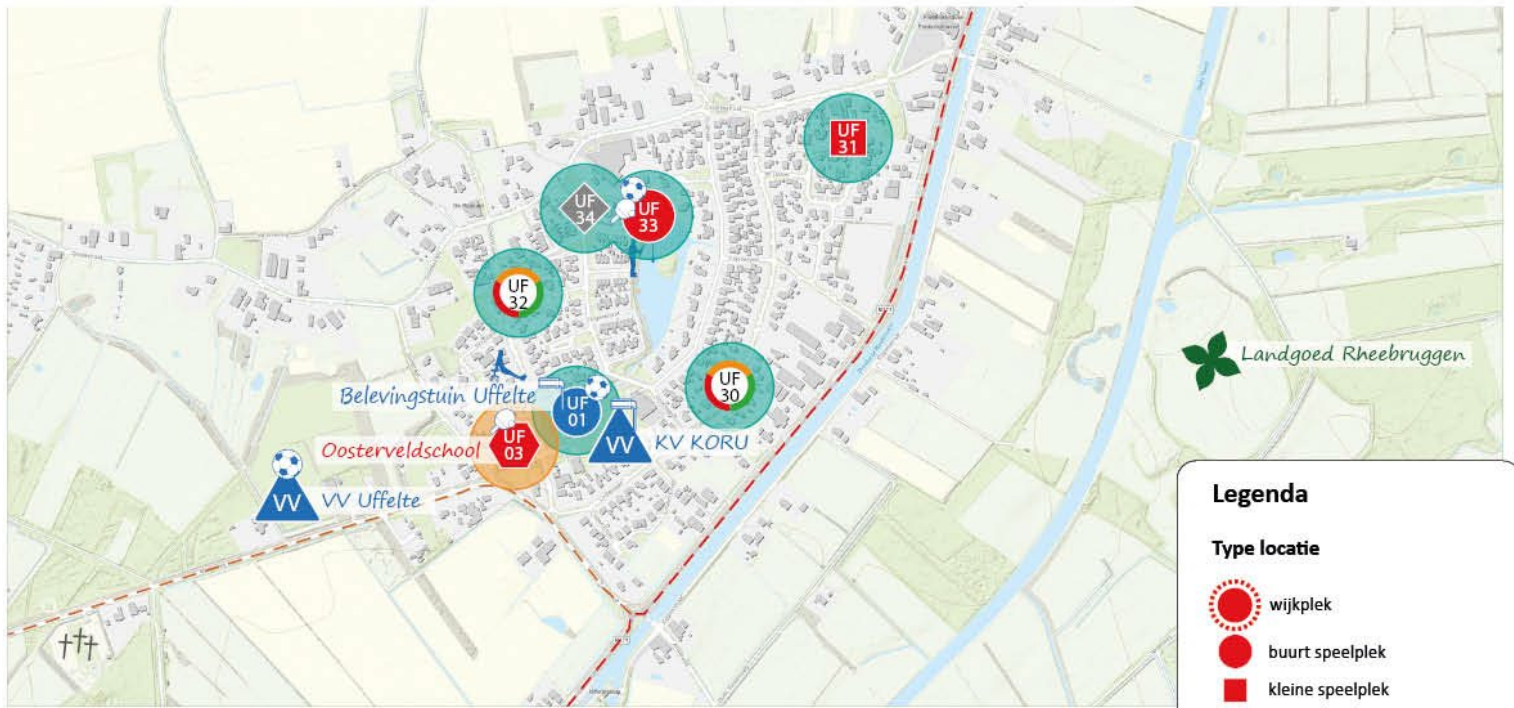 UF
31
UF
34
UF
33
UF
32
UF
30
Belevingstuin Uffelte
UF
01
VV
KV KORU
Oosterveldschool
UF
03
VV
VV Uffelte
Landgoed Rheebruggen
Legenda
Type locatie
wijkplek
buurt speelplek
kleine speelplek